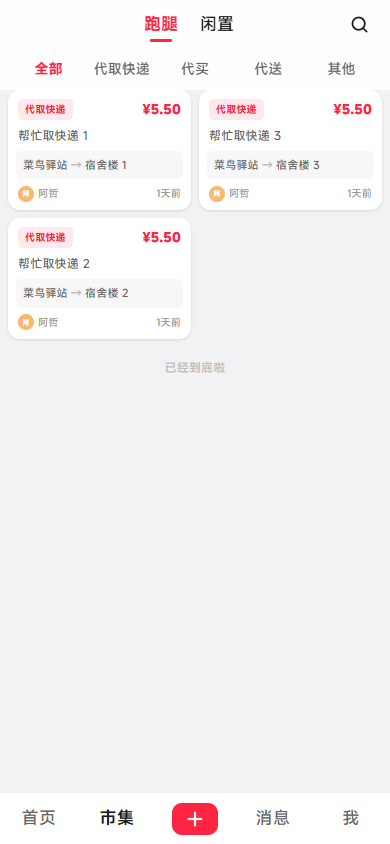 跑腿 闲置
全部 代取快递 代买 代送 其他
代取快递 ¥5.50
帮忙取快递 1
菜鸟驿站 → 宿舍楼 1
阿 阿哲 1天前
代取快递 ¥5.50
帮忙取快递 3
菜鸟驿站 → 宿舍楼 3
阿 阿哲 1天前
代取快递 ¥5.50
帮忙取快递 2
菜鸟驿站 → 宿舍楼 2
阿 阿哲 1天前
已经到底啦
首页 市集 + 消息 我